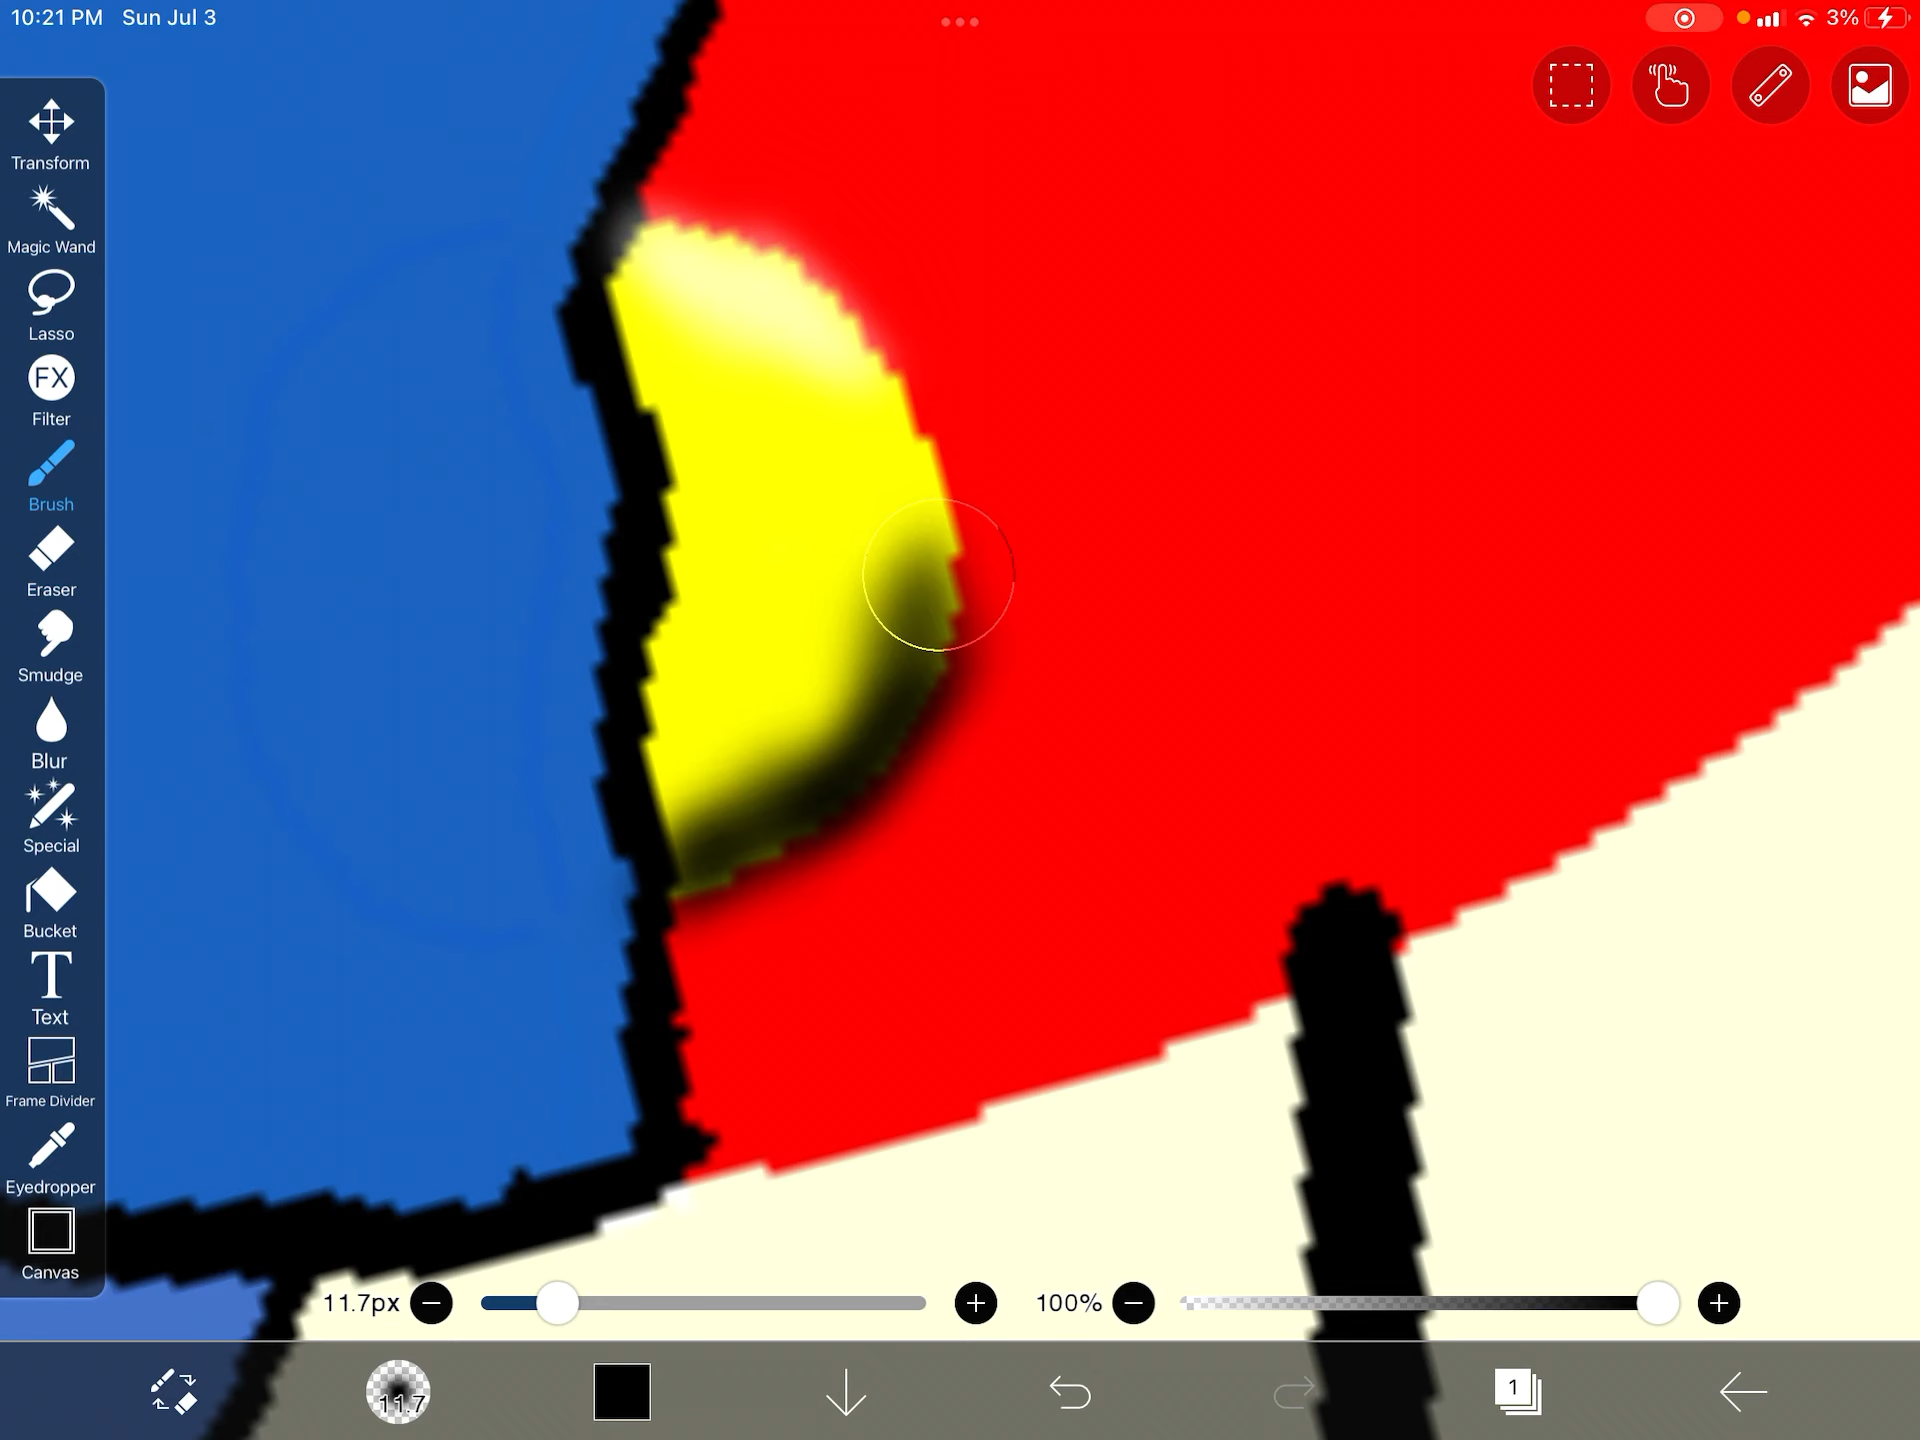 10:21 PM Sun Jul 3
3%
Transform
Magic Wand
Lasso
FX
Filter
Brush
Eraser
Smudge
Blur
Special
Bucket
T
Text
Frame Divider
Eyedropper
Canvas
11.7px
100%
11.7
1